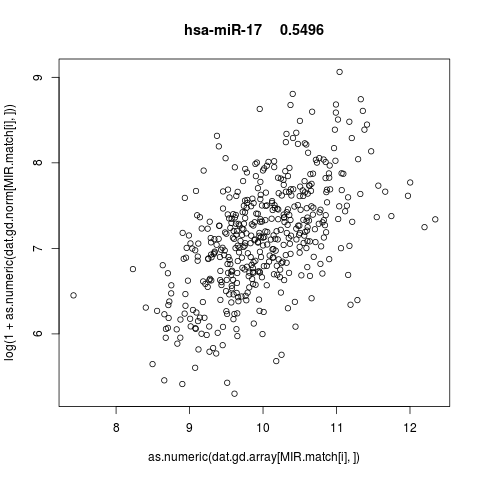 hsa-miR-17 0.5496
log(1 + as.numeric(dat.gd.norm[MIR.match[i], ]))
9
8
7
6
8 9 10 11 12
as.numeric(dat.gd.array[MIR.match[i], ])